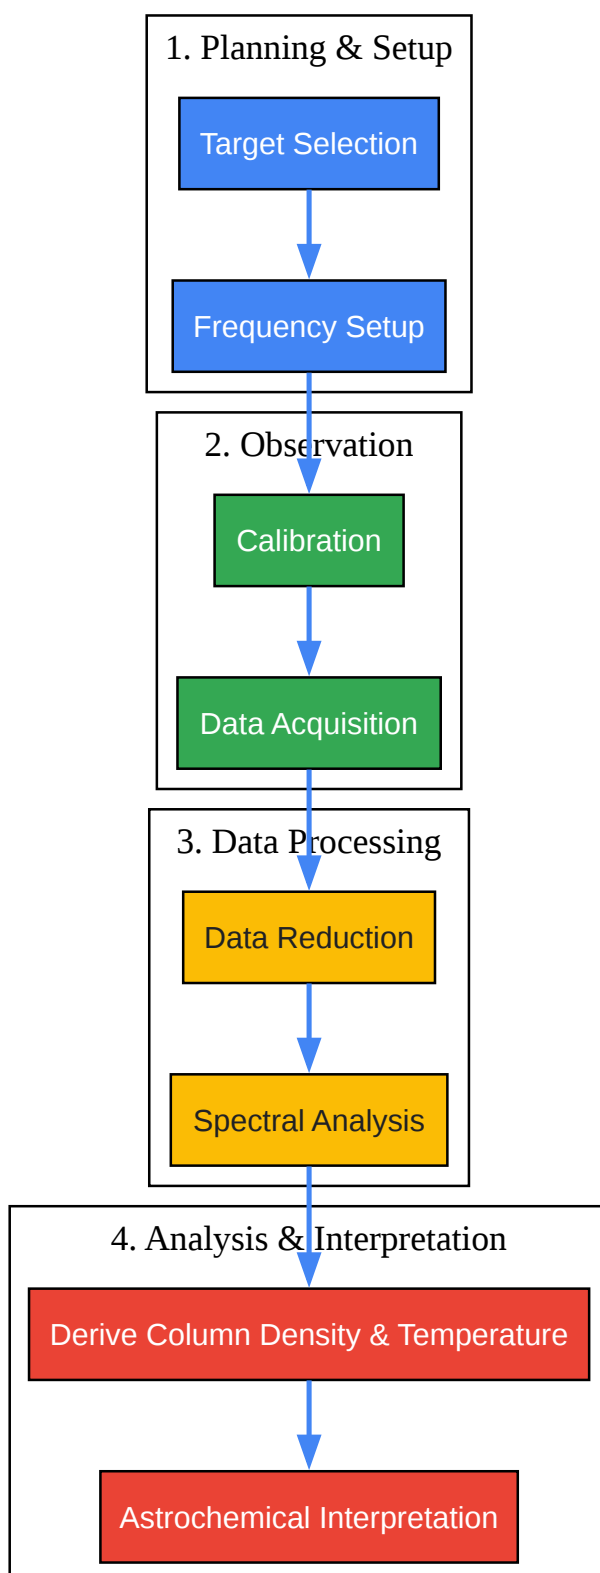 1. Planning & Setup
Target Selection
Frequency Setup
2. Observation
Calibration
Data Acquisition
3. Data Processing
Data Reduction
Spectral Analysis
4. Analysis & Interpretation
Derive Column Density & Temperature
Astrochemical Interpretation